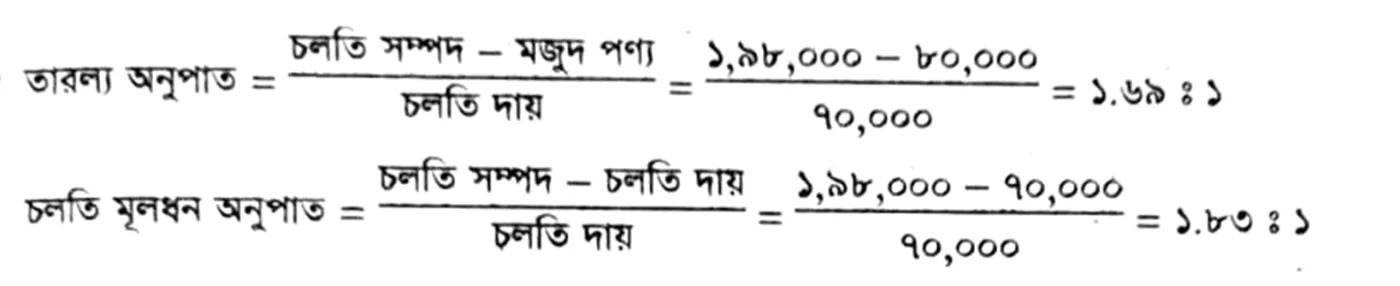 তারল্য অনুপাত = চলতি সম্পদ – মজুদ পণ্য / চলতি দায় = ১,৯৮,০০০ – ৮০,০০০ / ৭০,০০০ = ১.৬৯ ঃ ১
চলতি মূলধন অনুপাত = চলতি সম্পদ – চলতি দায় / চলতি দায় = ১,৯৮,০০০ – ৭০,০০০ / ৭০,০০০ = ১.৮৩ ঃ ১